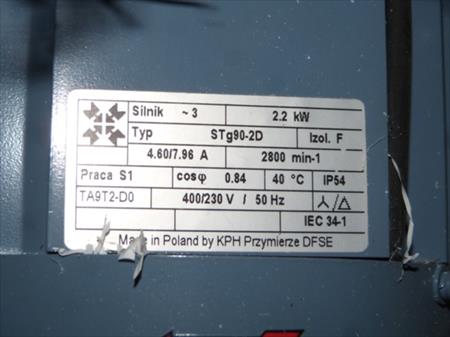 Silnik ~ 3 2.2 kW
Typ STg90-2D Izol. F
4.60/7.96 A 2800 min-1
Praca S1 cosφ 0.84 40 °C IP54
TA9T2-D0 400/230 V / 50 Hz ⅄/△
IEC 34-1
Made in Poland by KPH Przymierze DFSE